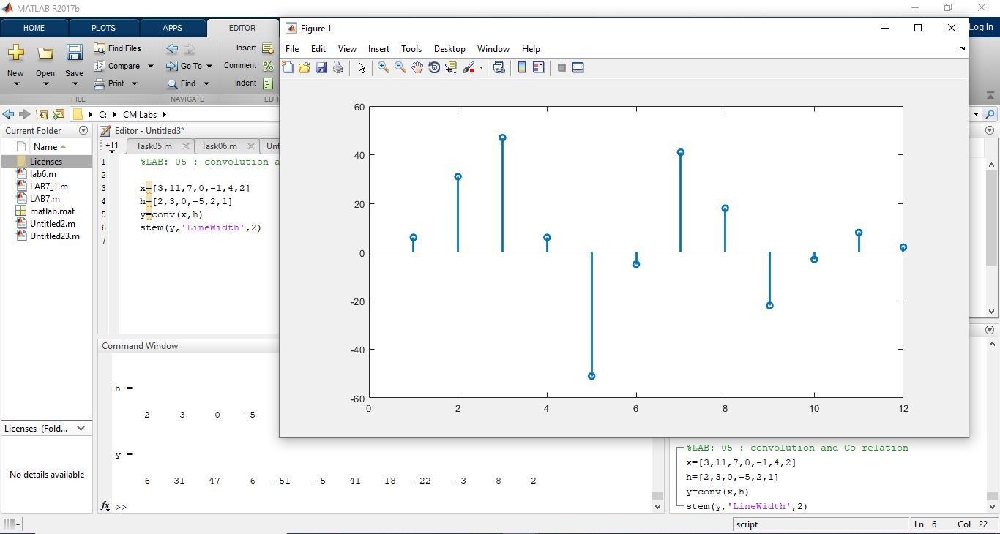 MATLAB R2017b
HOME PLOTS APPS EDITOR
Log In
New Open Save
Find Files
Compare
Print
Go To
Find
Insert
Comment
Indent
FILE NAVIGATE EDIT
C: CM Labs
Current Folder
Name
Licenses
lab6.m
LAB7_1.m
LAB7.m
matlab.mat
Untitled2.m
Untitled23.m
Licenses (Fold...
No details available
Editor - Untitled3*
+11 Task05.m Task06.m Unt
1 %LAB: 05 : convolution a
2
3 x=[3,11,7,0,-1,4,2]
4 h=[2,3,0,-5,2,1]
5 y=conv(x,h)
6 stem(y,'LineWidth',2)
7
Figure 1
File Edit View Insert Tools Desktop Window Help
60
40
20
0
-20
-40
-60
0 2 4 6 8 10 12
Command Window
h =
2 3 0 -5
y =
6 31 47 6 -51 -5 41 18 -22 -3 8 2
fx >>
%LAB: 05 : convolution and Co-relation
x=[3,11,7,0,-1,4,2]
h=[2,3,0,-5,2,1]
y=conv(x,h)
stem(y,'LineWidth',2)
script Ln 6 Col 22